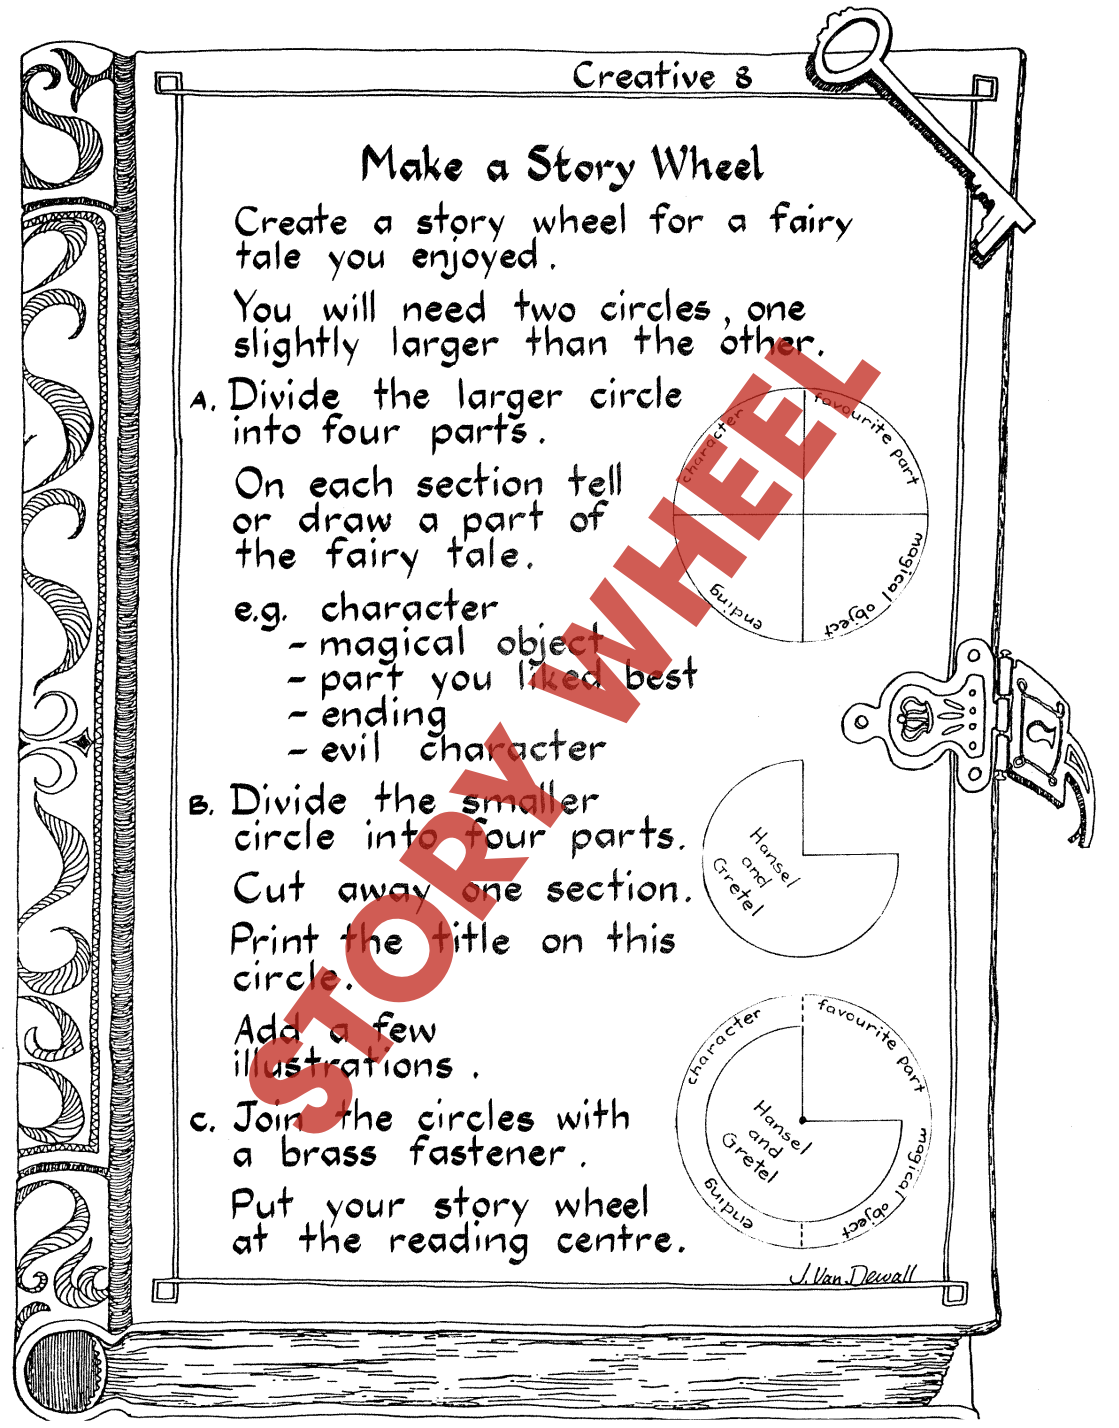 Creative 8
Make a Story Wheel
Create a story wheel for a fairy
tale you enjoyed.
You will need two circles, one
slightly larger than the other.
A. Divide the larger circle
into four parts.
On each section tell
or draw a part of
the fairy tale.
e.g. character
- magical object
- part you liked best
- ending
- evil character
character
favourite part
magical object
ending
B. Divide the smaller
circle into four parts.
Cut away one section.
Print the title on this
circle.
Add a few
illustrations.
Hansel
and
Gretel
C. Join the circles with
a brass fastener.
Put your story wheel
at the reading centre.
character
favourite part
magical object
ending
Hansel
and
Gretel
J. Van Dewall
STORY WHEEL